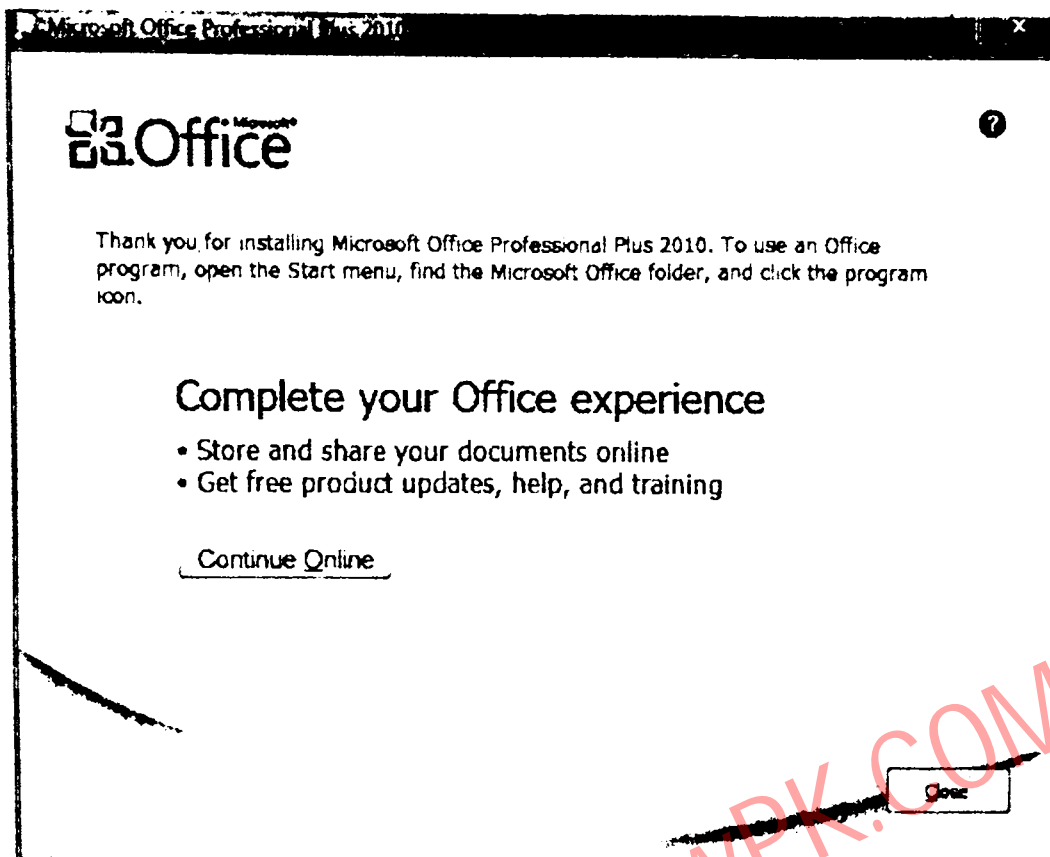 Microsoft Office Professional Plus 2010
Microsoft®
Office
Thank you for installing Microsoft Office Professional Plus 2010. To use an Office
program, open the Start menu, find the Microsoft Office folder, and click the program
icon.
Complete your Office experience
• Store and share your documents online
• Get free product updates, help, and training
Continue Online
Close
PK.COM